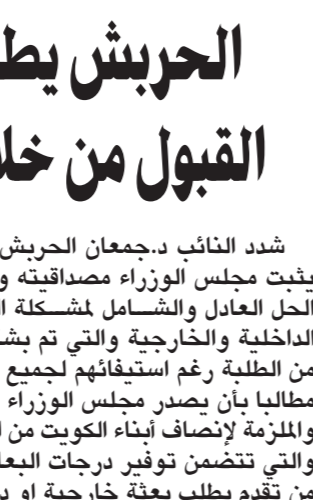 الحربش يط
القبول من خلا
شدد النائب د.جمعان الحربش
يثبت مجلس الوزراء مصداقيته و
الحل العادل والشامل لمشكلة ا
الداخلية والخارجية والتي تم بش
من الطلبة رغم استيفائهم لجميع
مطالبا بأن يصدر مجلس الوزراء
والملزمة لإنصاف أبناء الكويت من ا
والتي تتضمن توفير درجات البعا
من تقدم بطلب بعثة خارجية او د